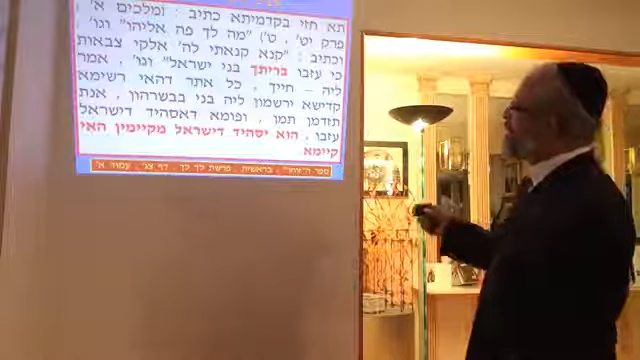 תא חזי בקדמיתא כתיב : (מלכים א',
פרק יט', ט') "מה לך פה אליהו" וגו',
וכתיב : "קנא קנאתי לה' אלקי צבאות
כי עזבו בריתך בני ישראל" וגו', אמר
ליה - חייך, כל אתר דהאי רשימא
קדישא ירשמון ליה בני בבשרהון, אנת
תזדמן תמן, ופומא דאסהיד דישראל
עזבו, הוא יסהיד דישראל מקיימין האי
קיימא
ספר ה"זוהר", בראשית, פרשת לך לך, דף צג', עמוד א'